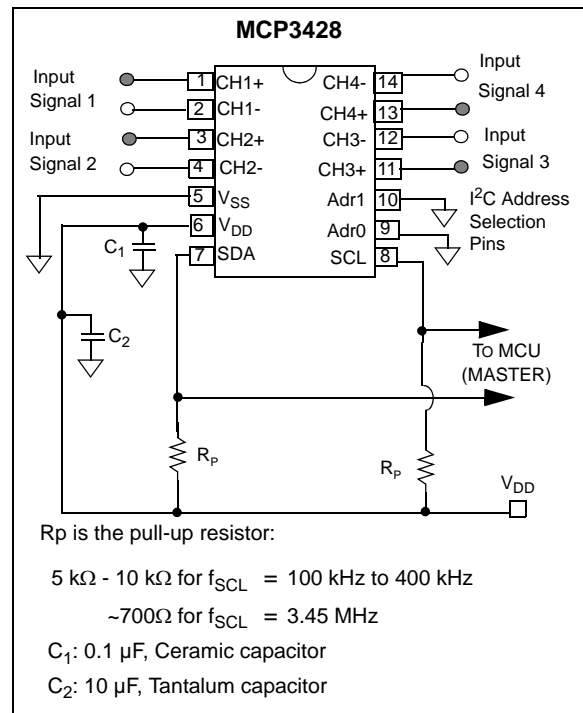 MCP3428
Input
Signal 1
Input
Signal 2
1 CH1+
2 CH1-
3 CH2+
4 CH2-
5 VSS
6 VDD
7 SDA
CH4- 14
CH4+ 13
CH3- 12
CH3+ 11
Adr1 10
Adr0 9
SCL 8
Input
Signal 4
Input
Signal 3
I²C Address
Selection
Pins
C1
C2
TO MCU
(MASTER)
RP
RP
VDD
Rp is the pull-up resistor:
5 kΩ - 10 kΩ for fSCL = 100 kHz to 400 kHz
~700Ω for fSCL = 3.45 MHz
C1: 0.1 µF, Ceramic capacitor
C2: 10 µF, Tantalum capacitor